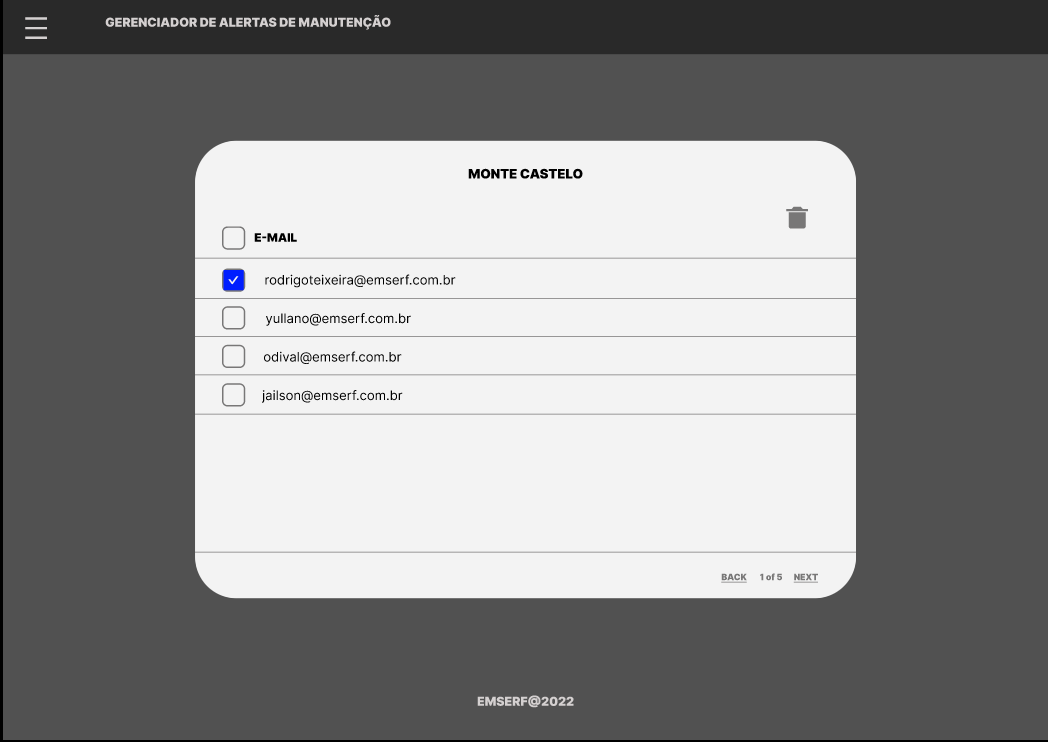 GERENCIADOR DE ALERTAS DE MANUTENÇÃO
MONTE CASTELO
E-MAIL
rodrigoteixeira@emserf.com.br
yullano@emserf.com.br
odival@emserf.com.br
jailson@emserf.com.br
BACK 1 of 5 NEXT
EMSERF@2022